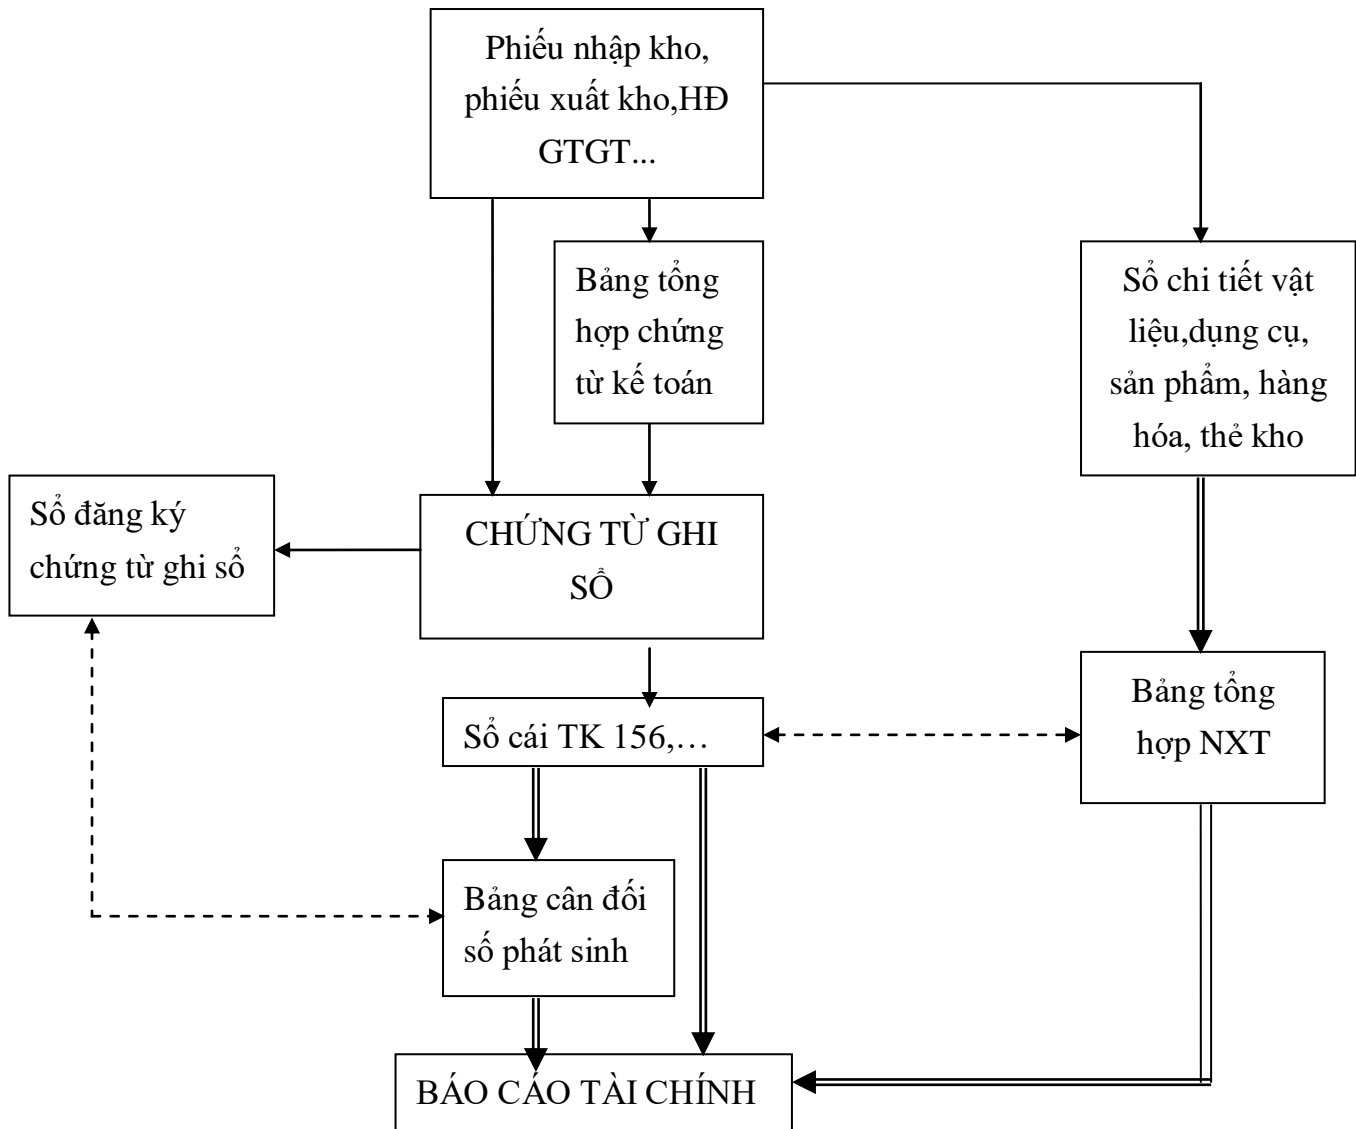 Phiếu nhập kho,
phiếu xuất kho,HĐ
GTGT...
Bảng tổng
hợp chứng
từ kế toán
Sổ chi tiết vật
liệu,dụng cụ,
sản phẩm, hàng
hóa, thẻ kho
Sổ đăng ký
chứng từ ghi sổ
CHỨNG TỪ GHI
SỔ
Sổ cái TK 156,…
Bảng tổng
hợp NXT
Bảng cân đối
số phát sinh
BÁO CÁO TÀI CHÍNH